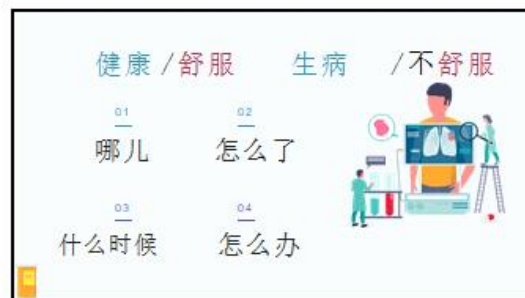 健康/舒服 生病 /不舒服
01 02
哪儿 怎么了
03 04
什么时候 怎么办